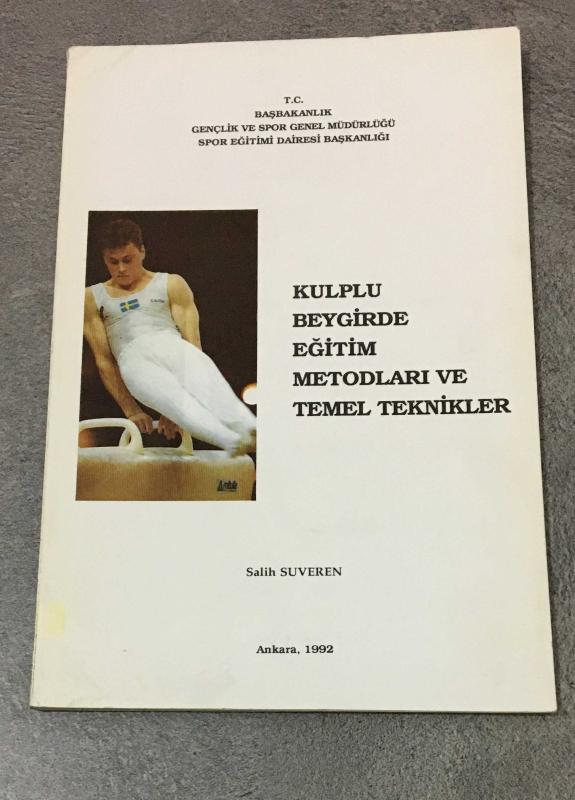 T.C.
BAŞBAKANLIK
GENÇLİK VE SPOR GENEL MÜDÜRLÜĞÜ
SPOR EĞİTİMİ DAİRESİ BAŞKANLIĞI
KULPLU
BEYGİRDE
EĞİTİM
METODLARI VE
TEMEL TEKNİKLER
Salih SUVEREN
Ankara, 1992